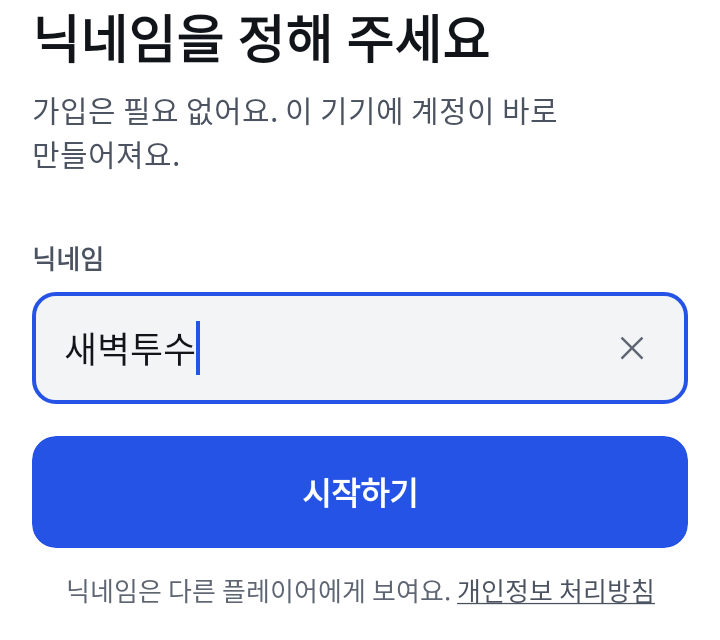 닉네임을 정해 주세요
가입은 필요 없어요. 이 기기에 계정이 바로
만들어져요.
닉네임
새벽투수
시작하기
닉네임은 다른 플레이어에게 보여요. 개인정보 처리방침